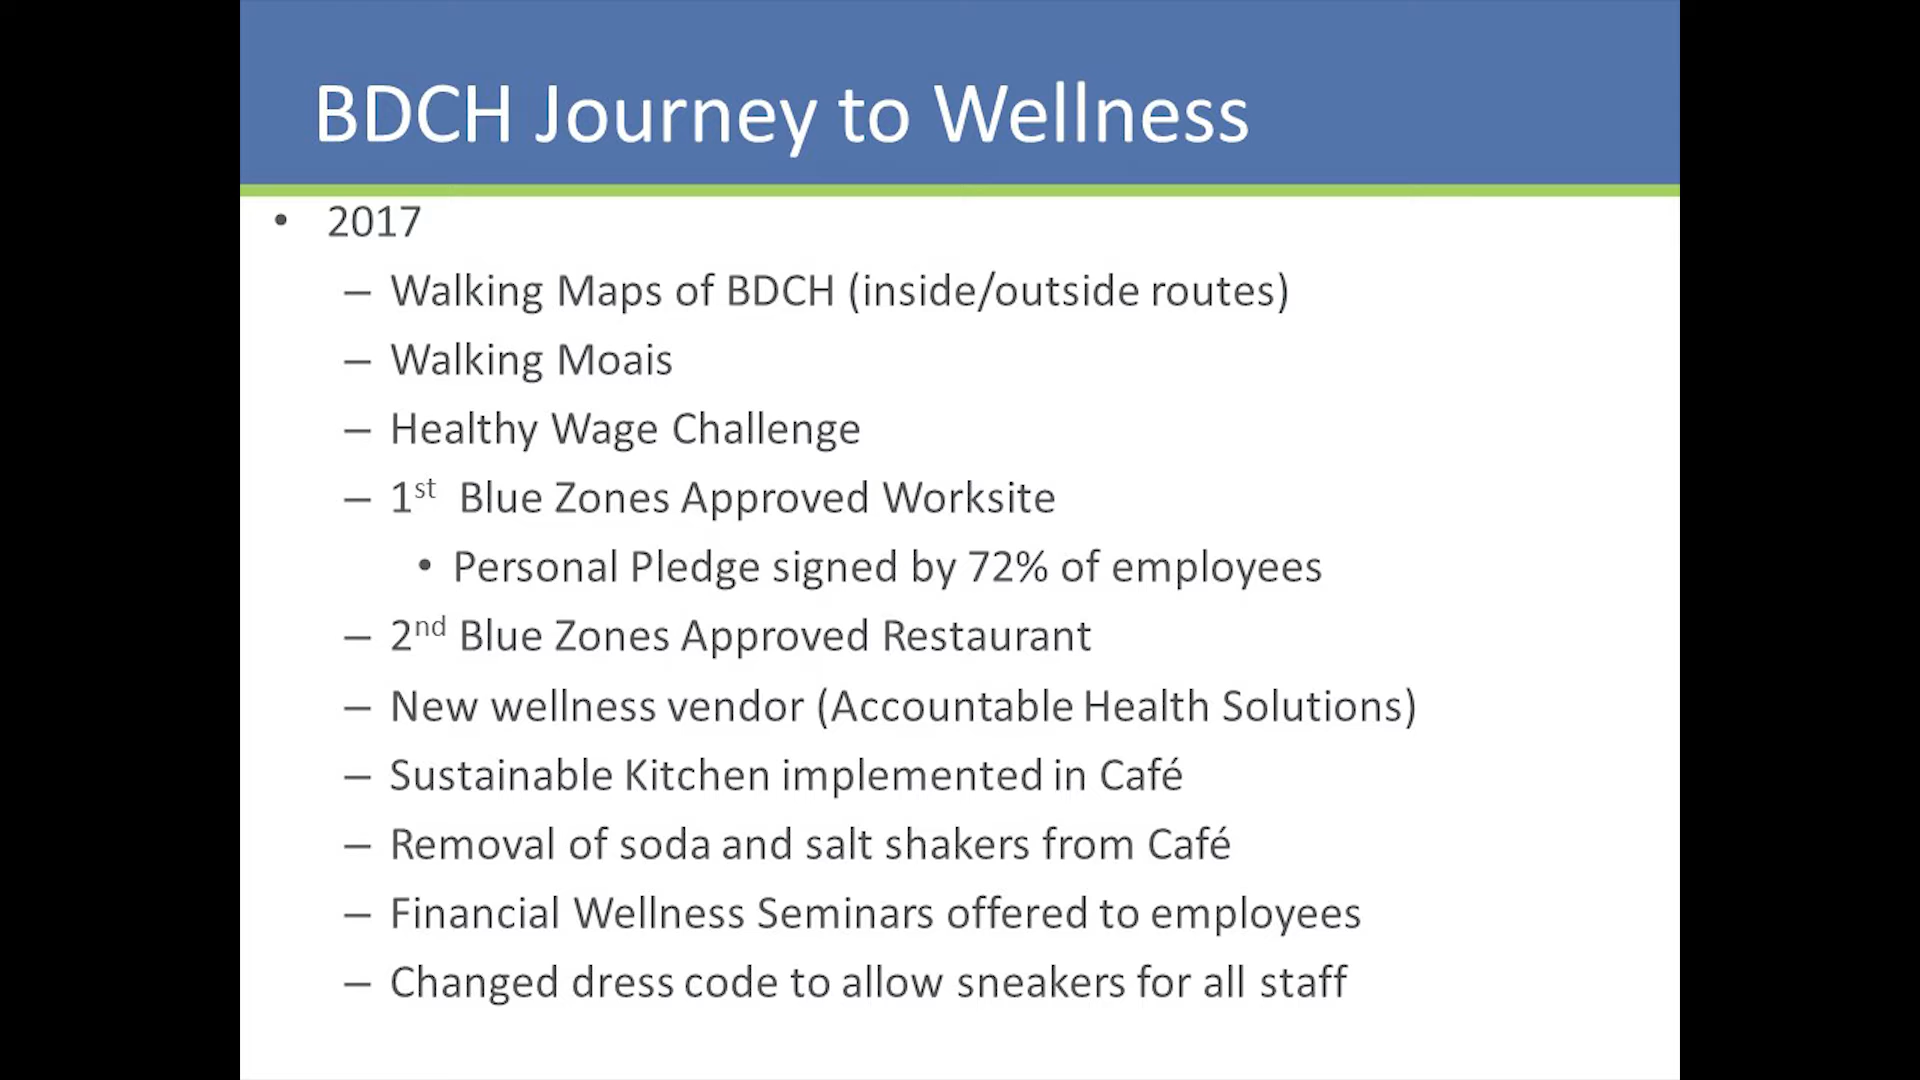 BDCH Journey to Wellness
• 2017
– Walking Maps of BDCH (inside/outside routes)
– Walking Moais
– Healthy Wage Challenge
– 1st Blue Zones Approved Worksite
• Personal Pledge signed by 72% of employees
– 2nd Blue Zones Approved Restaurant
– New wellness vendor (Accountable Health Solutions)
– Sustainable Kitchen implemented in Café
– Removal of soda and salt shakers from Café
– Financial Wellness Seminars offered to employees
– Changed dress code to allow sneakers for all staff